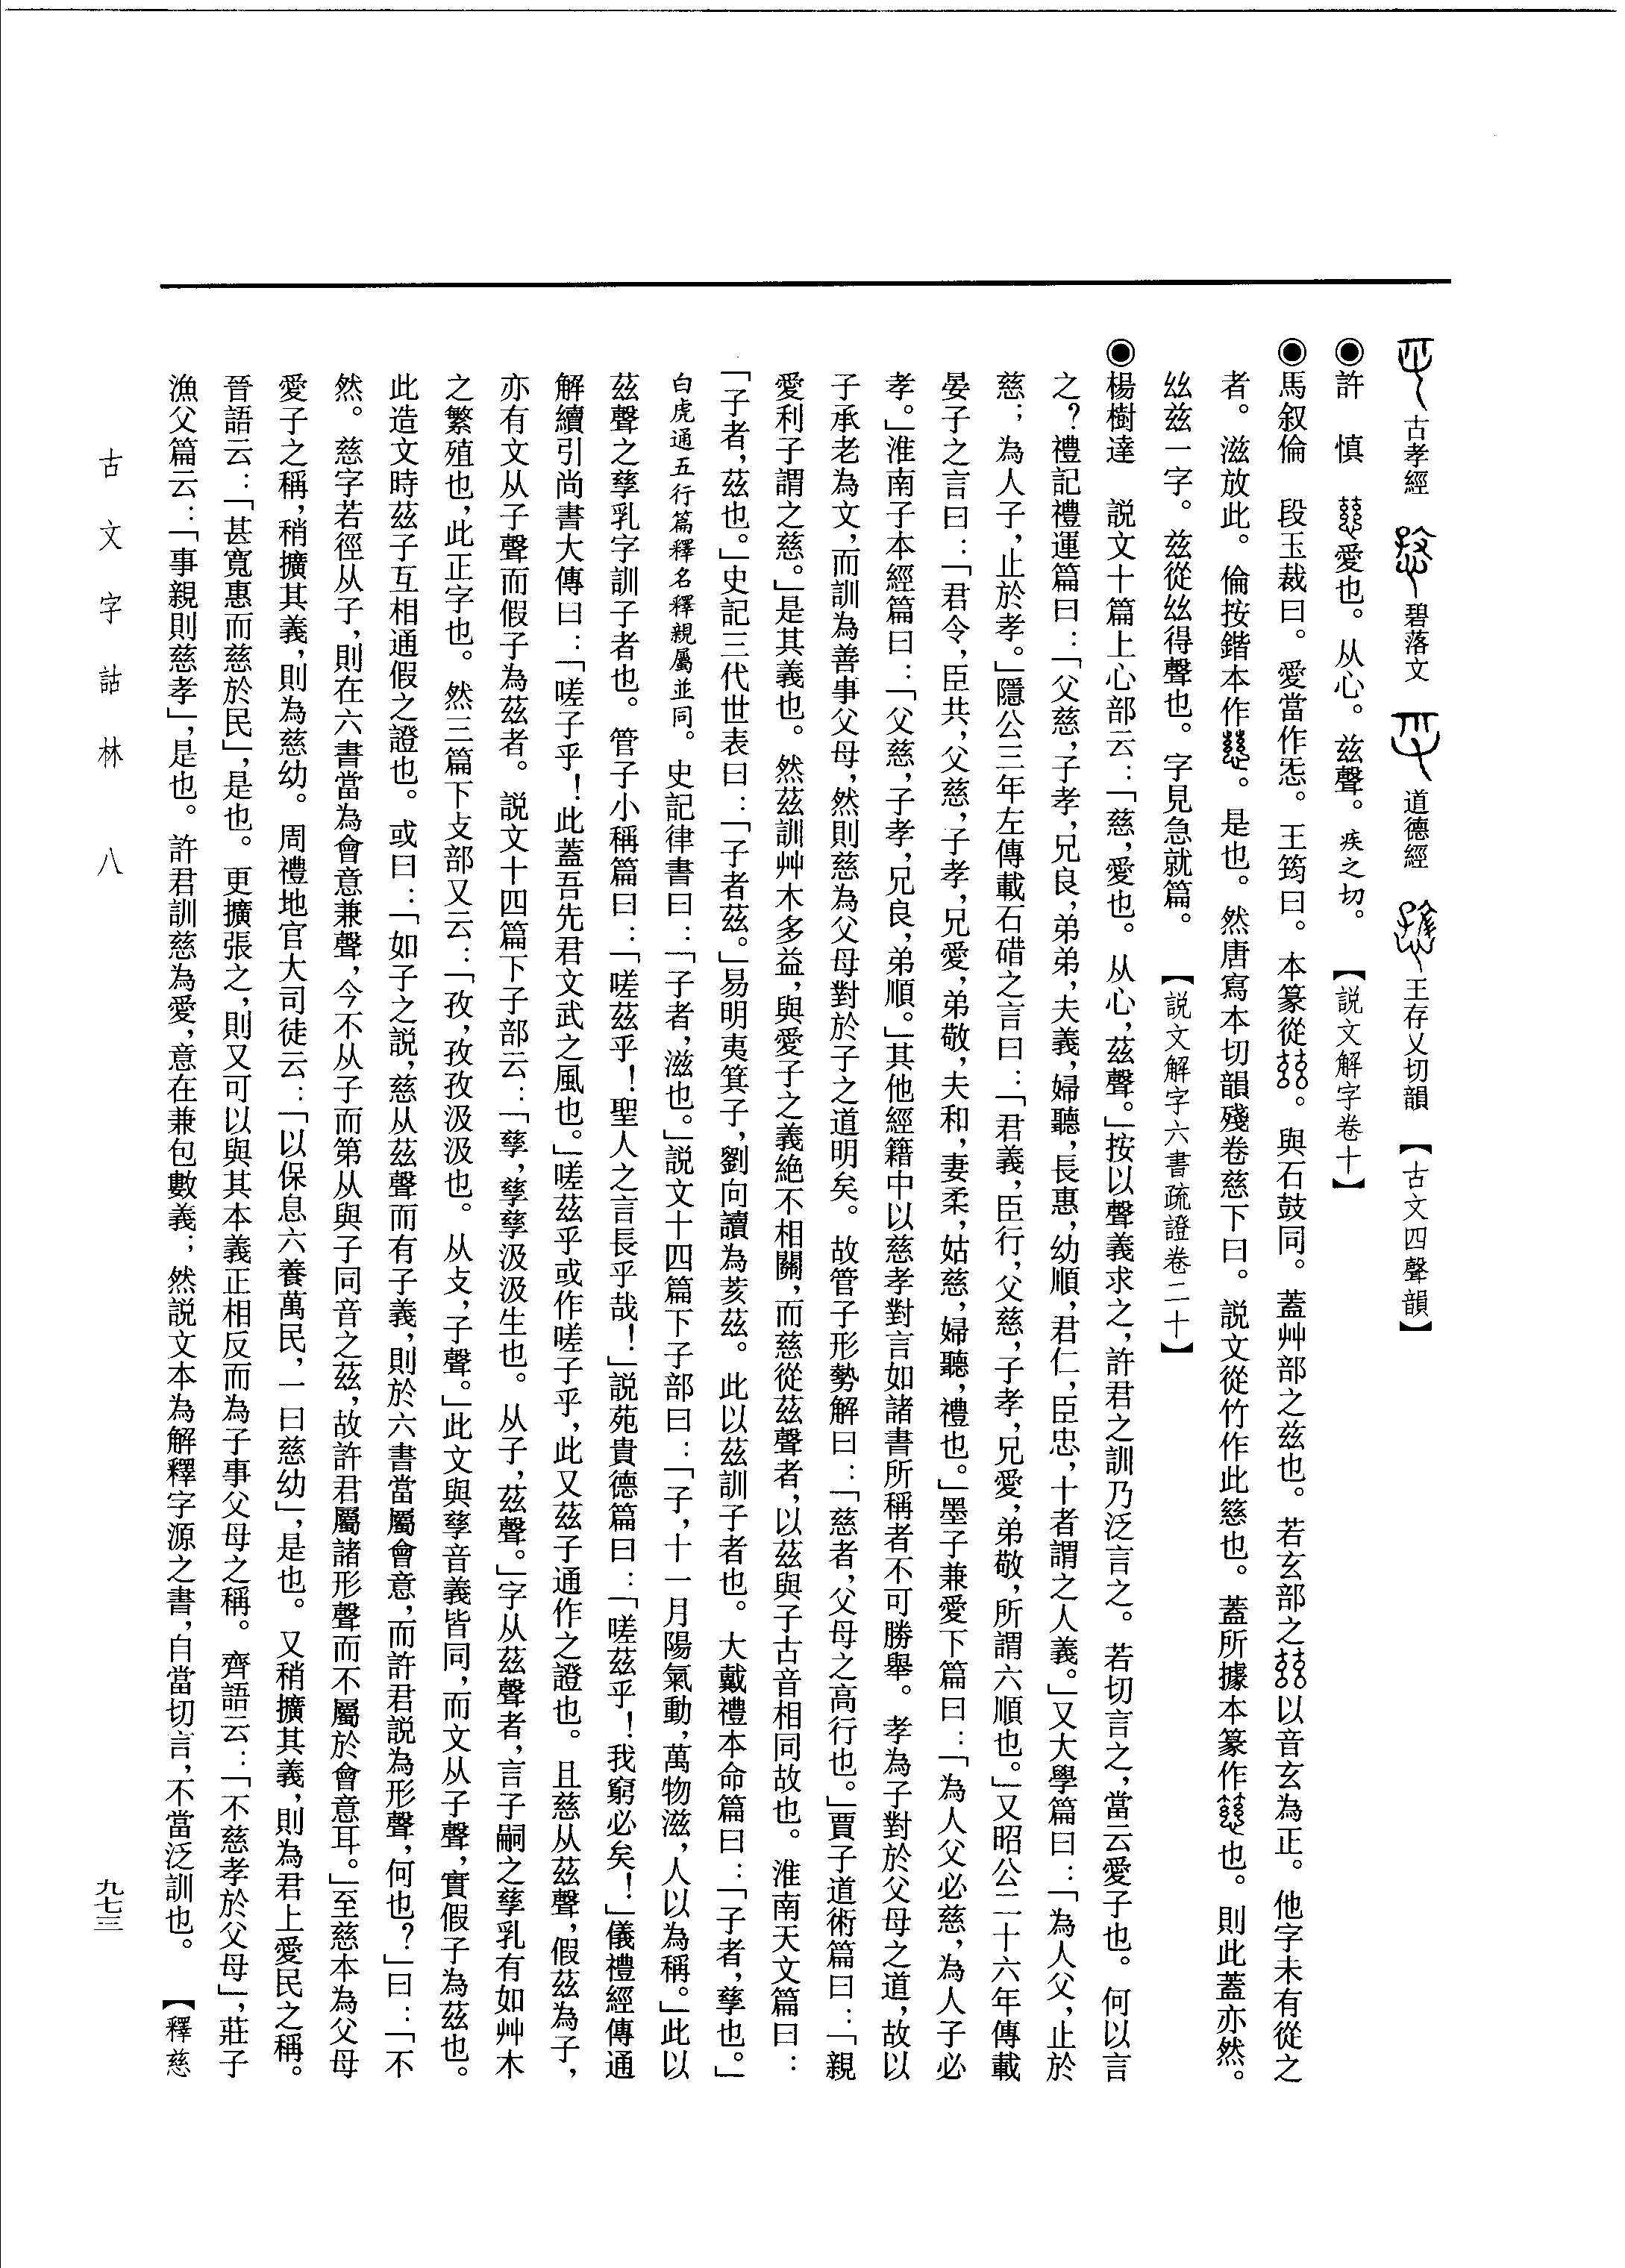 古孝經 碧落文 道德經 王存乂切韻 【古文四聲韻】
◉許　慎　愛也。从心。兹聲。疾之切。【説文解字卷十】
◉馬叙倫　段玉裁曰。愛當作㤅。王筠曰。本篆從。與石鼓同。蓋艸部之兹也。若玄部之以音玄為正。他字未有從之
者。滋放此。倫按鍇本作。是也。然唐寫本切韻殘卷慈下曰。説文從竹作此慈也。蓋所據本篆作也。則此蓋亦然。
玆兹一字。兹從𢆶得聲也。字見急就篇。【説文解字六書疏證卷二十】
◉楊樹達　説文十篇上心部云：「慈，愛也。从心，茲聲。」按以聲義求之，許君之訓乃泛言之。若切言之，當云愛子也。何以言
之？禮記禮運篇曰：「父慈，子孝，兄良，弟弟，夫義，婦聽，長惠，幼順，君仁，臣忠，十者謂之人義。」又大學篇曰：「為人父，止於
慈；為人子，止於孝。」隱公三年左傳載石碏之言曰：「君義，臣行，父慈，子孝，兄愛，弟敬，所謂六順也。」又昭公二十六年傳載
晏子之言曰：「君令，臣共，父慈，子孝，兄愛，弟敬，夫和，妻柔，姑慈，婦聽，禮也。」墨子兼愛下篇曰：「為人父必慈，為人子必
孝。」淮南子本經篇曰：「父慈，子孝，兄良，弟順。」其他經籍中以慈孝對言如諸書所稱者不可勝舉。孝為子對於父母之道，故以
子承老為文，而訓為善事父母，然則慈為父母對於子之道明矣。故管子形勢解曰：「慈者，父母之高行也。」賈子道術篇曰：「親
愛利子謂之慈。」是其義也。然茲訓艸木多益，與愛子之義絶不相關，而慈從茲聲者，以茲與子古音相同故也。淮南天文篇曰：
「子者，茲也。」史記三代世表曰：「子者茲。」易明夷箕子，劉向讀為荄茲。此以茲訓子者也。大戴禮本命篇曰：「子者，孳也。」
白虎通五行篇釋名釋親屬並同。史記律書曰：「子者，滋也。」説文十四篇下子部曰：「子，十一月陽氣動，萬物滋，人以為稱。」此以
茲聲之孳乳字訓子者也。管子小稱篇曰：「嗟茲乎！聖人之言長乎哉！」説苑貴德篇曰：「嗟茲乎！我窮必矣！」儀禮經傳通
解續引尚書大傳曰：「嗟子乎！此蓋吾先君文武之風也。」嗟茲乎或作嗟子乎，此又茲子通作之證也。且慈从茲聲，假茲為子，
亦有文从子聲而假子為茲者。説文十四篇下子部云：「孳，孳孳汲汲生也。从子，茲聲。」字从茲聲者，言子嗣之孳乳有如艸木
之繁殖也，此正字也。然三篇下攴部又云：「孜，孜孜汲汲也。从攴，子聲。」此文與孳音義皆同，而文从子聲，實假子為茲也。
此造文時茲子互相通假之證也。或曰：「如子之説，慈从茲聲而有子義，則於六書當屬會意，而許君説為形聲，何也？」曰：「不
然。慈字若徑从子，則在六書當為會意兼聲，今不从子而第从與子同音之茲，故許君屬諸形聲而不屬於會意耳。」至慈本為父母
愛子之稱，稍擴其義，則為慈幼。周禮地官大司徒云：「以保息六養萬民，一曰慈幼」，是也。又稍擴其義，則為君上愛民之稱。
晉語云：「甚寬惠而慈於民」，是也。更擴張之，則又可以與其本義正相反而為子事父母之稱。齊語云：「不慈孝於父母」，莊子
漁父篇云：「事親則慈孝」，是也。許君訓慈為愛，意在兼包數義；然説文本為解釋字源之書，自當切言，不當泛訓也。【釋慈
古文字詁林　八
九七三